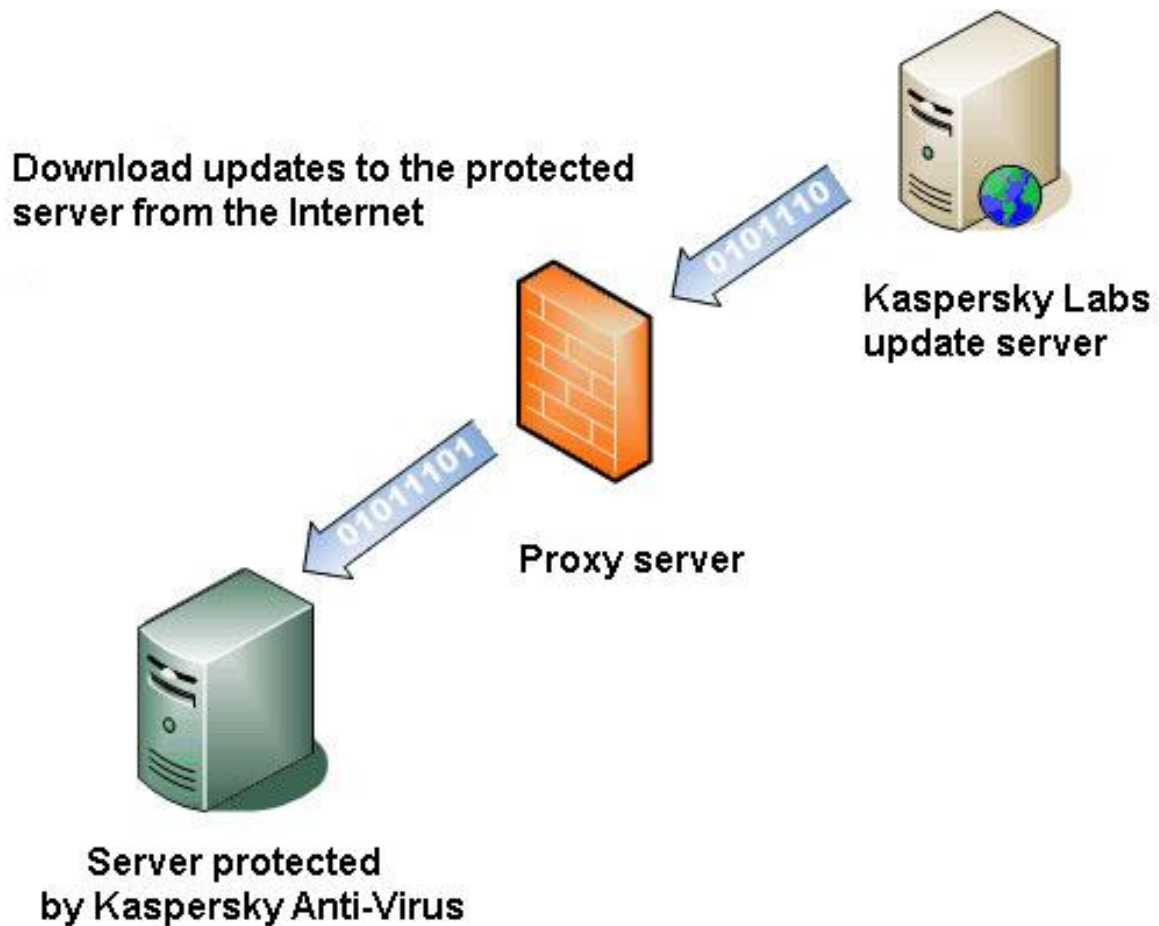 Download updates to the protected
server from the Internet
0101110
Kaspersky Labs
update server
01011101
Proxy server
Server protected
by Kaspersky Anti-Virus